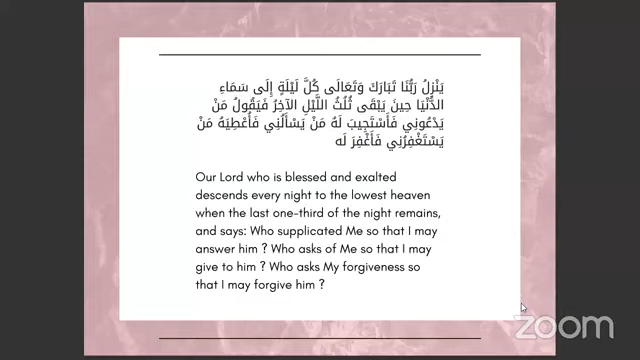 يَنْزِلُ رَبُّنَا تَبَارَكَ وَتَعَالَى كُلَّ لَيْلَةٍ إِلَى سَمَاءِ
الدُّنْيَا حِينَ يَبْقَى ثُلُثُ اللَّيْلِ الآخِرُ فَيَقُولُ مَنْ
يَدْعُونِي فَأَسْتَجِيبَ لَهُ مَنْ يَسْأَلُنِي فَأُعْطِيَهُ مَنْ
يَسْتَغْفِرُنِي فَأَغْفِرَ لَه
Our Lord who is blessed and exalted
descends every night to the lowest heaven
when the last one-third of the night remains,
and says: Who supplicated Me so that I may
answer him ? Who asks of Me so that I may
give to him ? Who asks My forgiveness so
that I may forgive him ?
zoom